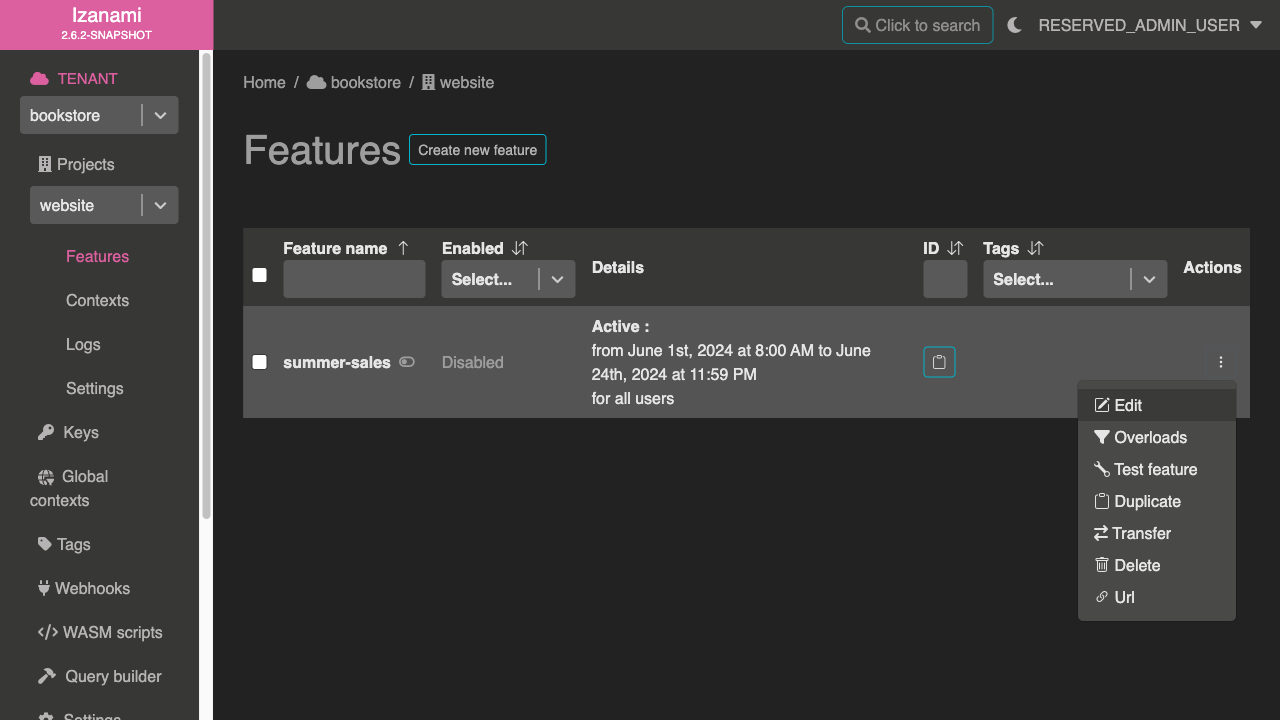 Izanami
2.6.2-SNAPSHOT
Click to search
RESERVED_ADMIN_USER
TENANT
bookstore
Projects
website
Features
Contexts
Logs
Settings
Keys
Global
contexts
Tags
Webhooks
WASM scripts
Query builder
Settings
Home / bookstore / website
Features
Create new feature
Feature name
Enabled
Select...
Details
ID
Tags
Select...
Actions
summer-sales
Disabled
Active :
from June 1st, 2024 at 8:00 AM to June
24th, 2024 at 11:59 PM
for all users
Edit
Overloads
Test feature
Duplicate
Transfer
Delete
Url